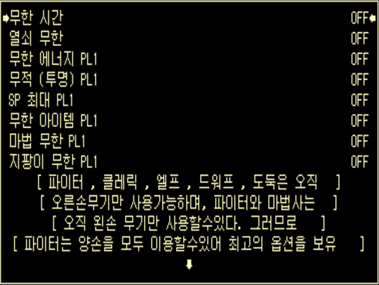 무한 시간 OFF
열쇠 무한 OFF
무한 에너지 PL1 OFF
무적 (투명) PL1 OFF
SP 최대 PL1 OFF
무한 아이템 PL1 OFF
마법 무한 PL1 OFF
지팡이 무한 PL1 OFF
[ 파이터 , 클레릭 , 엘프 , 드워프 , 도둑은 오직 ]
[ 오른손무기만 사용가능하며, 파이터와 마법사는 ]
[ 오직 왼손 무기만 사용할수있다. 그러므로 ]
[ 파이터는 양손을 모두 이용할수있어 최고의 옵션을 보유 ]